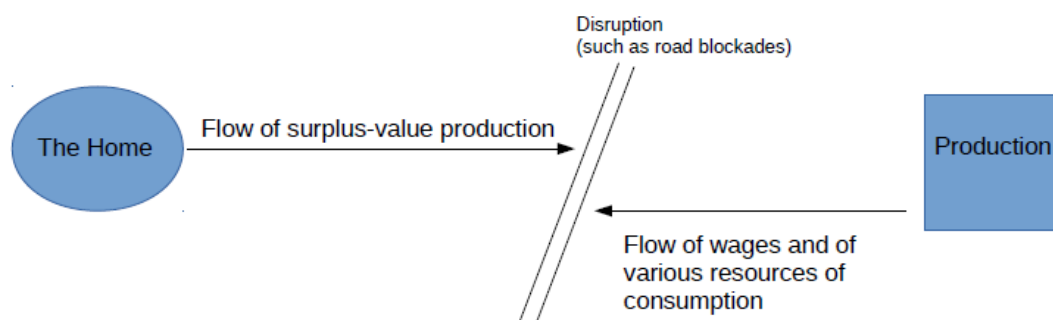 Disruption
(such as road blockades)
The Home
Flow of surplus-value production
Production
Flow of wages and of
various resources of
consumption